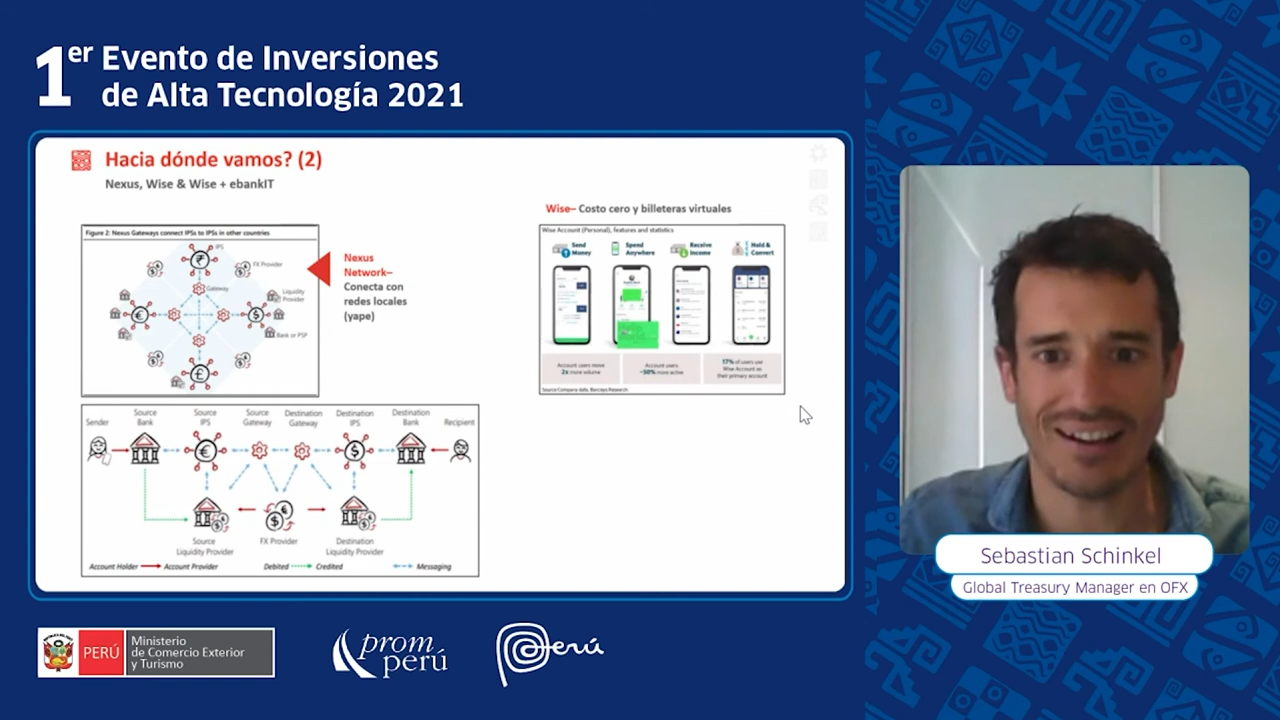 1er Evento de Inversiones
de Alta Tecnología 2021
Hacia dónde vamos? (2)
Nexus, Wise & Wise + ebankIT
Figure 2: Nexus Gateways connect IPSs to IPSs in other countries
IPS
FX Provider
Gateway
Liquidity
Provider
Bank or PSP
Nexus
Network–
Conecta con
redes locales
(yape)
Wise– Costo cero y billeteras virtuales
Wise Account (Personal), features and statistics
Send
Money
Spend
Anywhere
Receive
Income
Hold &
Convert
Account users move
2x more volume
Account users
~50% more active
17% of users use
Wise Account as
their primary account
Source: Company data, Barclays Research
Sender
Source
Bank
Source
IPS
Source
Gateway
Destination
Gateway
Destination
IPS
Destination
Bank
Recipient
Source
Liquidity Provider
FX Provider
Destination
Liquidity Provider
Account Holder
Account Provider
Debited
Credited
Messaging
Sebastian Schinkel
Global Treasury Manager en OFX
PERÚ
Ministerio
de Comercio Exterior
y Turismo
prom
perú
Perú